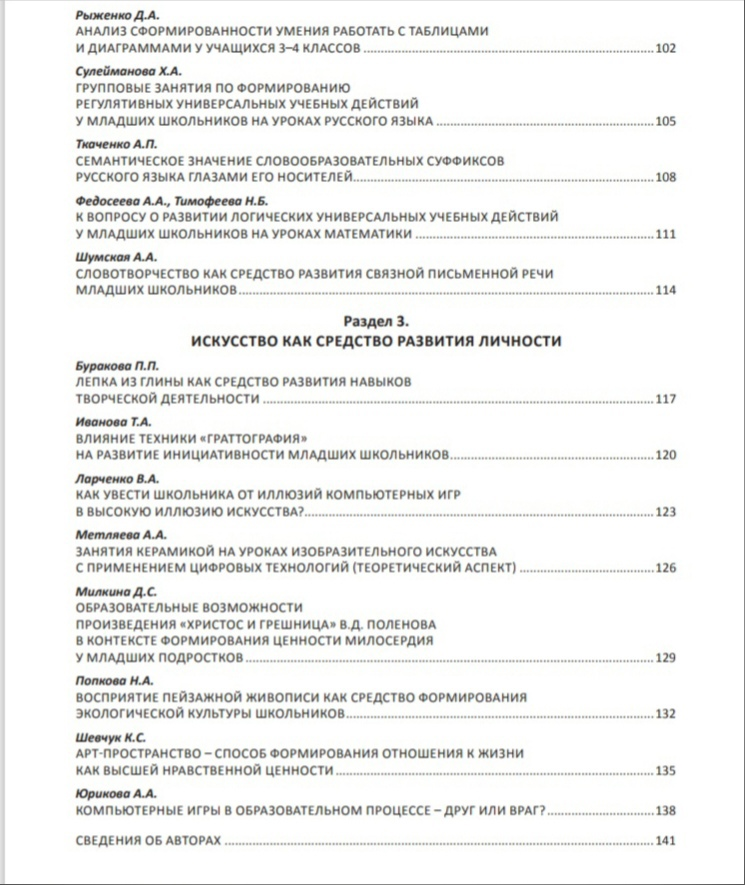 Рыженко Д.А.
АНАЛИЗ СФОРМИРОВАННОСТИ УМЕНИЯ РАБОТАТЬ С ТАБЛИЦАМИ
И ДИАГРАММАМИ У УЧАЩИХСЯ 3–4 КЛАССОВ ........ 102
Сулейманова Х.А.
ГРУППОВЫЕ ЗАНЯТИЯ ПО ФОРМИРОВАНИЮ
РЕГУЛЯТИВНЫХ УНИВЕРСАЛЬНЫХ УЧЕБНЫХ ДЕЙСТВИЙ
У МЛАДШИХ ШКОЛЬНИКОВ НА УРОКАХ РУССКОГО ЯЗЫКА ........ 105
Ткаченко А.П.
СЕМАНТИЧЕСКОЕ ЗНАЧЕНИЕ СЛОВООБРАЗОВАТЕЛЬНЫХ СУФФИКСОВ
РУССКОГО ЯЗЫКА ГЛАЗАМИ ЕГО НОСИТЕЛЕЙ........ 108
Федосеева А.А., Тимофеева Н.Б.
К ВОПРОСУ О РАЗВИТИИ ЛОГИЧЕСКИХ УНИВЕРСАЛЬНЫХ УЧЕБНЫХ ДЕЙСТВИЙ
У МЛАДШИХ ШКОЛЬНИКОВ НА УРОКАХ МАТЕМАТИКИ ........ 111
Шумская А.А.
СЛОВОТВОРЧЕСТВО КАК СРЕДСТВО РАЗВИТИЯ СВЯЗНОЙ ПИСЬМЕННОЙ РЕЧИ
МЛАДШИХ ШКОЛЬНИКОВ........ 114
Раздел 3.
ИСКУССТВО КАК СРЕДСТВО РАЗВИТИЯ ЛИЧНОСТИ
Буракова П.П.
ЛЕПКА ИЗ ГЛИНЫ КАК СРЕДСТВО РАЗВИТИЯ НАВЫКОВ
ТВОРЧЕСКОЙ ДЕЯТЕЛЬНОСТИ ........ 117
Иванова Т.А.
ВЛИЯНИЕ ТЕХНИКИ «ГРАТТОГРАФИЯ»
НА РАЗВИТИЕ ИНИЦИАТИВНОСТИ МЛАДШИХ ШКОЛЬНИКОВ........ 120
Ларченко В.А.
КАК УВЕСТИ ШКОЛЬНИКА ОТ ИЛЛЮЗИЙ КОМПЬЮТЕРНЫХ ИГР
В ВЫСОКУЮ ИЛЛЮЗИЮ ИСКУССТВА?........ 123
Метляева А.А.
ЗАНЯТИЯ КЕРАМИКОЙ НА УРОКАХ ИЗОБРАЗИТЕЛЬНОГО ИСКУССТВА
С ПРИМЕНЕНИЕМ ЦИФРОВЫХ ТЕХНОЛОГИЙ (ТЕОРЕТИЧЕСКИЙ АСПЕКТ) ........ 126
Милкина Д.С.
ОБРАЗОВАТЕЛЬНЫЕ ВОЗМОЖНОСТИ
ПРОИЗВЕДЕНИЯ «ХРИСТОС И ГРЕШНИЦА» В.Д. ПОЛЕНОВА
В КОНТЕКСТЕ ФОРМИРОВАНИЯ ЦЕННОСТИ МИЛОСЕРДИЯ
У МЛАДШИХ ПОДРОСТКОВ ........ 129
Попкова Н.А.
ВОСПРИЯТИЕ ПЕЙЗАЖНОЙ ЖИВОПИСИ КАК СРЕДСТВО ФОРМИРОВАНИЯ
ЭКОЛОГИЧЕСКОЙ КУЛЬТУРЫ ШКОЛЬНИКОВ........ 132
Шевчук К.С.
АРТ-ПРОСТРАНСТВО – СПОСОБ ФОРМИРОВАНИЯ ОТНОШЕНИЯ К ЖИЗНИ
КАК ВЫСШЕЙ НРАВСТВЕННОЙ ЦЕННОСТИ ........ 135
Юрикова А.А.
КОМПЬЮТЕРНЫЕ ИГРЫ В ОБРАЗОВАТЕЛЬНОМ ПРОЦЕССЕ – ДРУГ ИЛИ ВРАГ? ........ 138
СВЕДЕНИЯ ОБ АВТОРАХ ........ 141